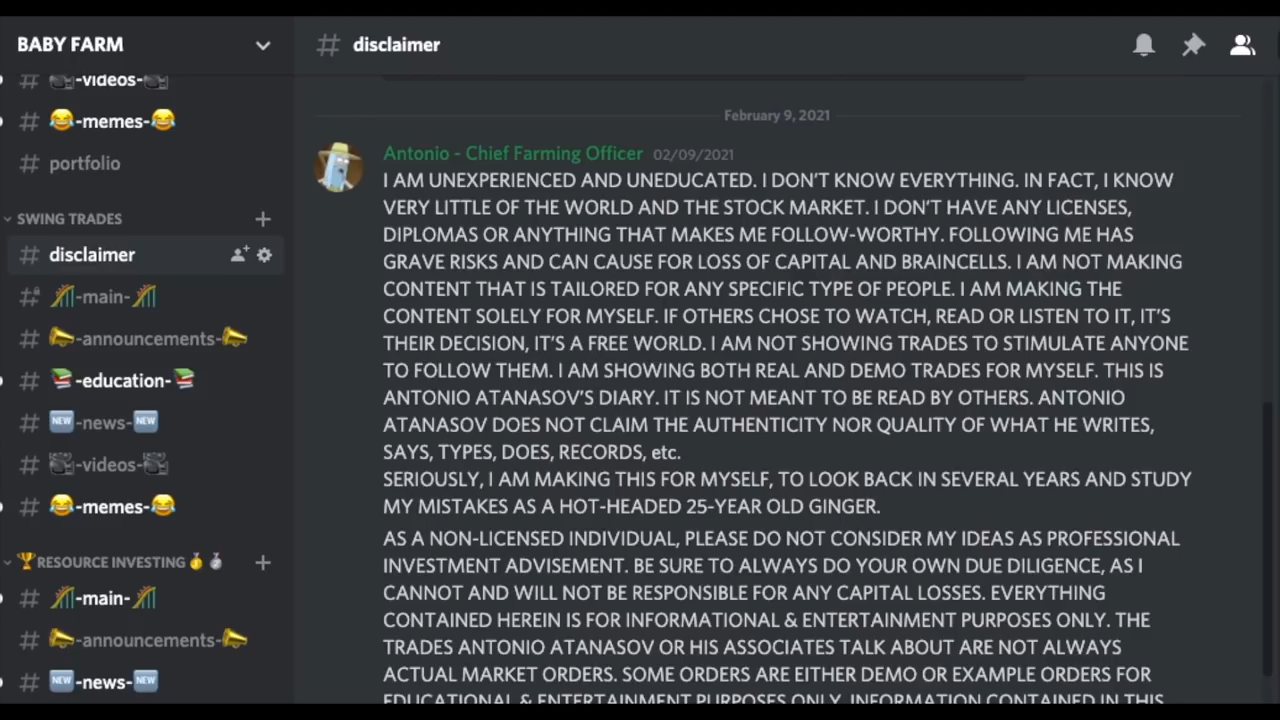 BABY FARM
# -videos-
# 😂-memes-😂
# portfolio
SWING TRADES +
# disclaimer
# 🎢-main-🎢
# 📣-announcements-📣
# 📚-education-📚
# 🆕-news-🆕
# 📹-videos-📹
# 😂-memes-😂
🏆RESOURCE INVESTING🥇🥈 +
# 🎢-main-🎢
# 📣-announcements-📣
# 🆕-news-🆕
# disclaimer
February 9, 2021
Antonio - Chief Farming Officer 02/09/2021
I AM UNEXPERIENCED AND UNEDUCATED. I DON'T KNOW EVERYTHING. IN FACT, I KNOW
VERY LITTLE OF THE WORLD AND THE STOCK MARKET. I DON'T HAVE ANY LICENSES,
DIPLOMAS OR ANYTHING THAT MAKES ME FOLLOW-WORTHY. FOLLOWING ME HAS
GRAVE RISKS AND CAN CAUSE FOR LOSS OF CAPITAL AND BRAINCELLS. I AM NOT MAKING
CONTENT THAT IS TAILORED FOR ANY SPECIFIC TYPE OF PEOPLE. I AM MAKING THE
CONTENT SOLELY FOR MYSELF. IF OTHERS CHOSE TO WATCH, READ OR LISTEN TO IT, IT'S
THEIR DECISION, IT'S A FREE WORLD. I AM NOT SHOWING TRADES TO STIMULATE ANYONE
TO FOLLOW THEM. I AM SHOWING BOTH REAL AND DEMO TRADES FOR MYSELF. THIS IS
ANTONIO ATANASOV'S DIARY. IT IS NOT MEANT TO BE READ BY OTHERS. ANTONIO
ATANASOV DOES NOT CLAIM THE AUTHENTICITY NOR QUALITY OF WHAT HE WRITES,
SAYS, TYPES, DOES, RECORDS, etc.
SERIOUSLY, I AM MAKING THIS FOR MYSELF, TO LOOK BACK IN SEVERAL YEARS AND STUDY
MY MISTAKES AS A HOT-HEADED 25-YEAR OLD GINGER.
AS A NON-LICENSED INDIVIDUAL, PLEASE DO NOT CONSIDER MY IDEAS AS PROFESSIONAL
INVESTMENT ADVISEMENT. BE SURE TO ALWAYS DO YOUR OWN DUE DILIGENCE, AS I
CANNOT AND WILL NOT BE RESPONSIBLE FOR ANY CAPITAL LOSSES. EVERYTHING
CONTAINED HEREIN IS FOR INFORMATIONAL & ENTERTAINMENT PURPOSES ONLY. THE
TRADES ANTONIO ATANASOV OR HIS ASSOCIATES TALK ABOUT ARE NOT ALWAYS
ACTUAL MARKET ORDERS. SOME ORDERS ARE EITHER DEMO OR EXAMPLE ORDERS FOR
EDUCATIONAL & ENTERTAINMENT PURPOSES ONLY. INFORMATION CONTAINED IN THIS